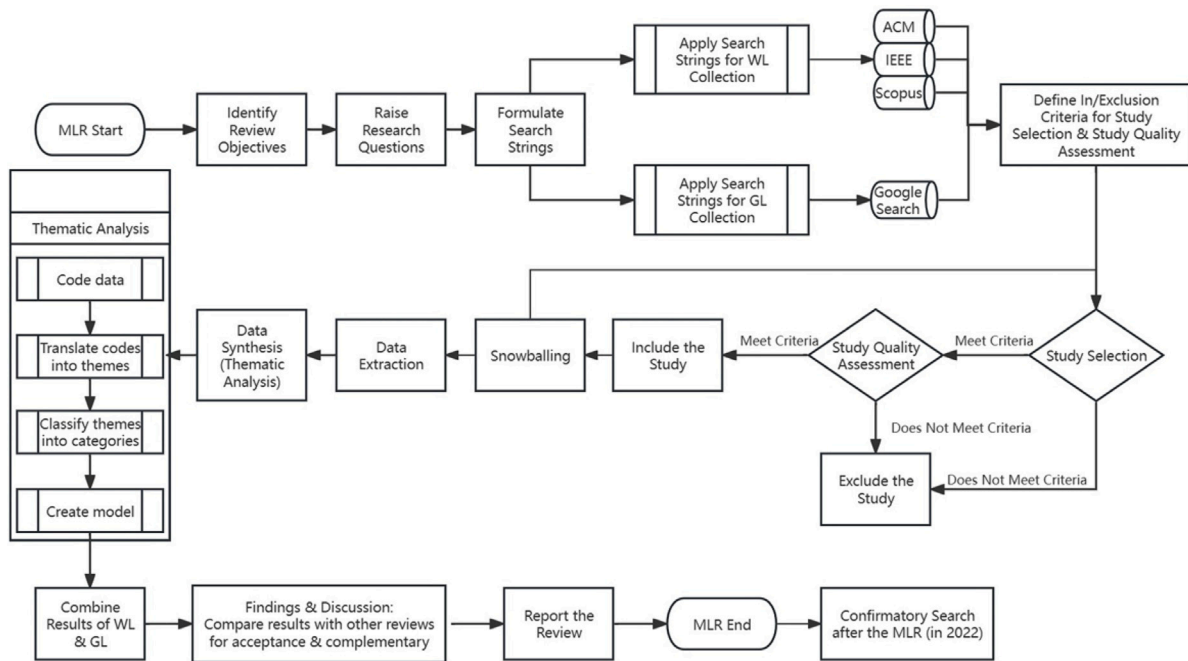 MLR Start
Identify
Review
Objectives
Raise
Research
Questions
Formulate
Search
Strings
Apply Search
Strings for WL
Collection
ACM
IEEE
Scopus
Apply Search
Strings for GL
Collection
Google
Search
Define In/Exclusion
Criteria for Study
Selection & Study Quality
Assessment
Study Selection
Meet Criteria
Does Not Meet Criteria
Study Quality
Assessment
Meet Criteria
Does Not Meet Criteria
Exclude the
Study
Include the
Study
Snowballing
Data
Extraction
Data
Synthesis
(Thematic
Analysis)
Thematic Analysis
Code data
Translate codes
into themes
Classify themes
into categories
Create model
Combine
Results of WL
& GL
Findings & Discussion:
Compare results with other reviews
for acceptance & complementary
Report the
Review
MLR End
Confirmatory Search
after the MLR (in 2022)